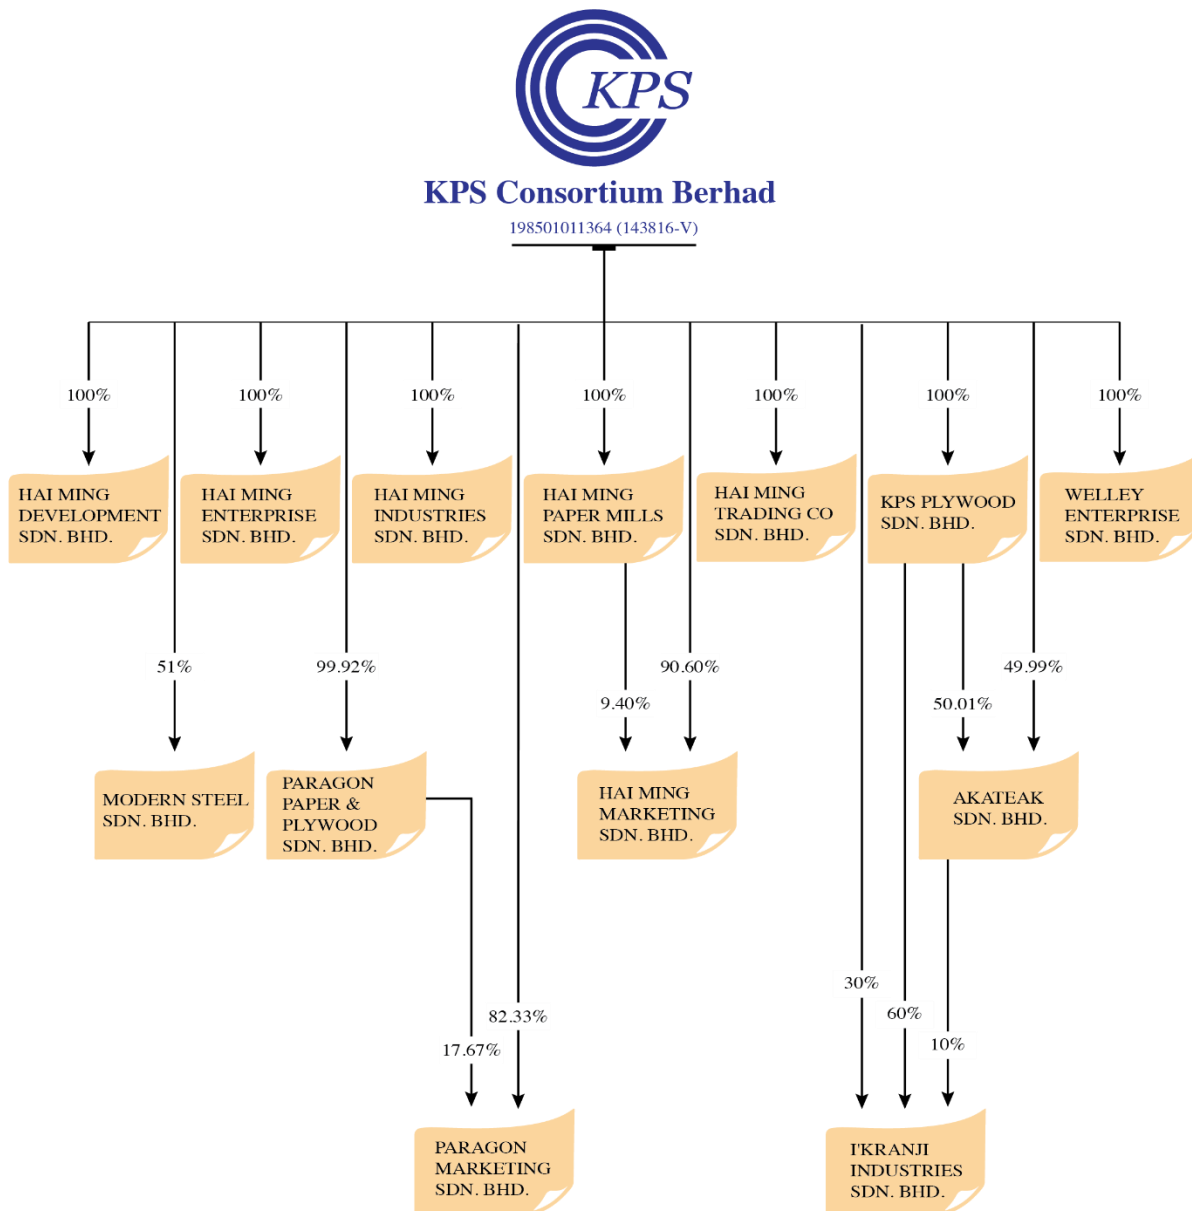 KPS
KPS Consortium Berhad
198501011364 (143816-V)
100%
100%
100%
100%
100%
100%
100%
HAI MING
DEVELOPMENT
SDN. BHD.
HAI MING
ENTERPRISE
SDN. BHD.
HAI MING
INDUSTRIES
SDN. BHD.
HAI MING
PAPER MILLS
SDN. BHD.
HAI MING
TRADING CO
SDN. BHD.
KPS PLYWOOD
SDN. BHD.
WELLEY
ENTERPRISE
SDN. BHD.
51%
99.92%
90.60%
49.99%
9.40%
50.01%
MODERN STEEL
SDN. BHD.
PARAGON
PAPER &
PLYWOOD
SDN. BHD.
HAI MING
MARKETING
SDN. BHD.
AKATEAK
SDN. BHD.
30%
82.33%
60%
17.67%
10%
PARAGON
MARKETING
SDN. BHD.
I'KRANJI
INDUSTRIES
SDN. BHD.